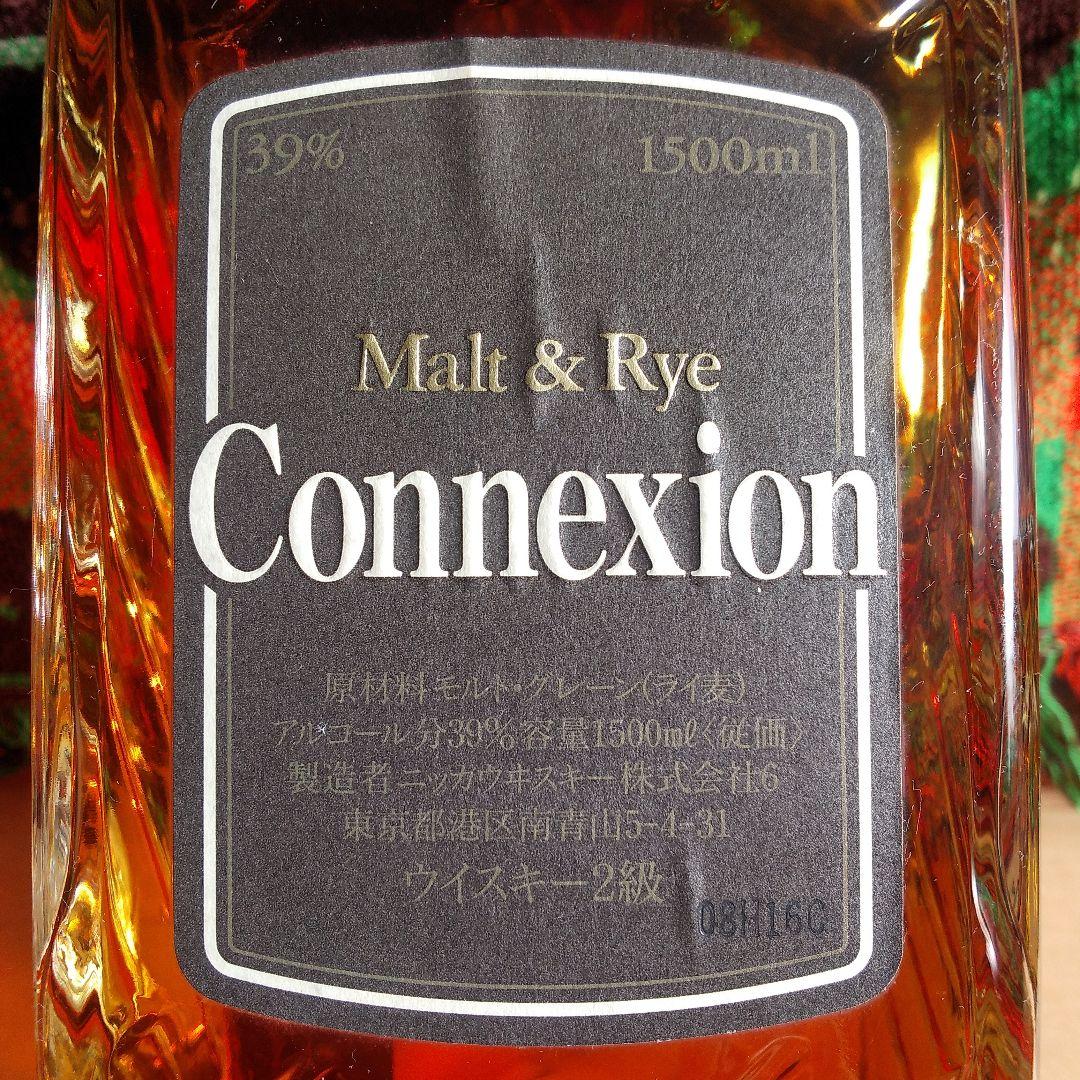 39% 1500ml
Malt & Rye
Connexion
原材料モルト・グレーン(ライ麦)
アルコール分39%容量1500ml〈従価〉
製造者ニッカウヰスキー株式会社6
東京都港区南青山5-4-31
ウイスキー2級
08H16C